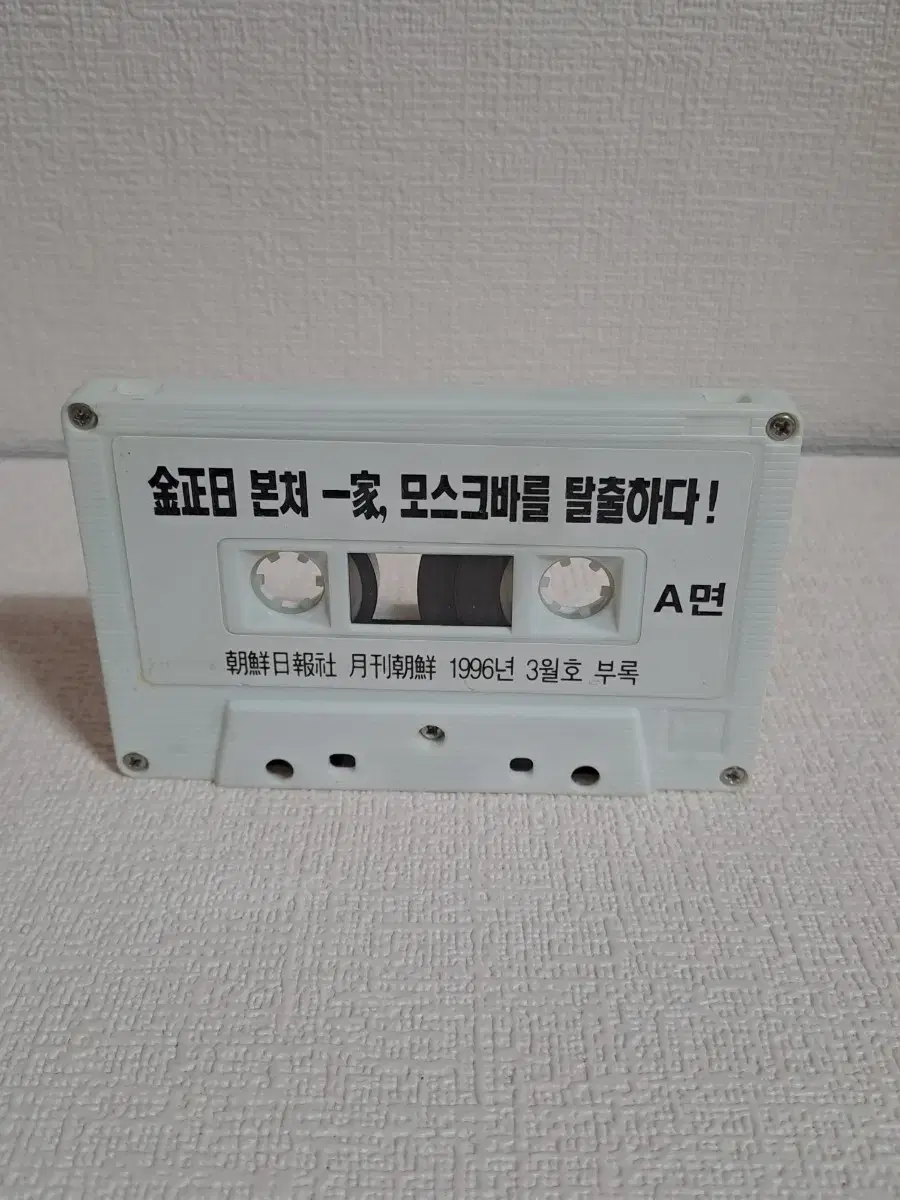 金正日 본처 一家, 모스크바를 탈출하다!
A면
朝鮮日報社 月刊朝鮮 1996년 3월호 부록